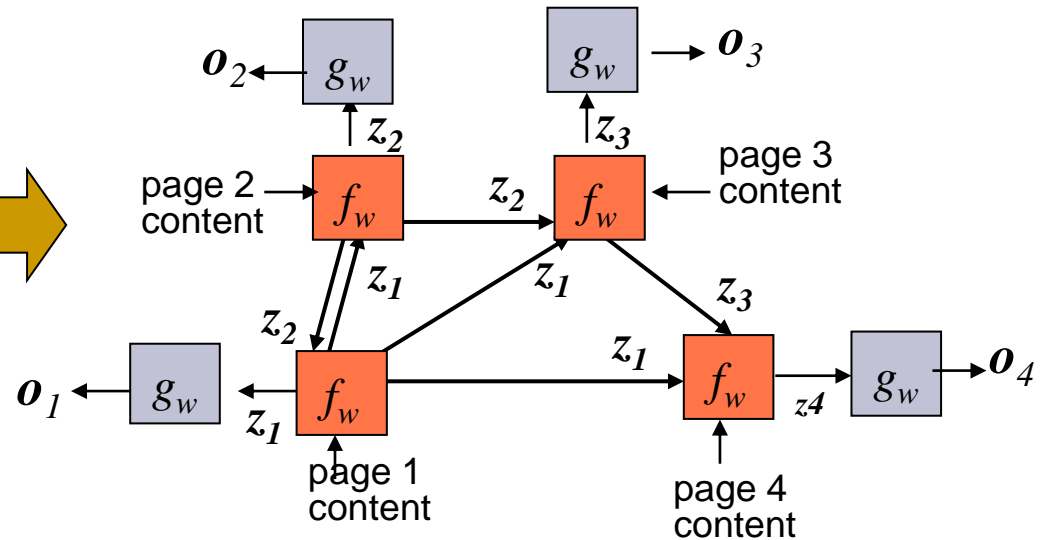 o2
gw
gw
o3
z2
z3
page 2
content
fw
z2
fw
page 3
content
z1
z1
z3
z2
o1
gw
z1
fw
z1
fw
z4
gw
o4
page 1
content
page 4
content